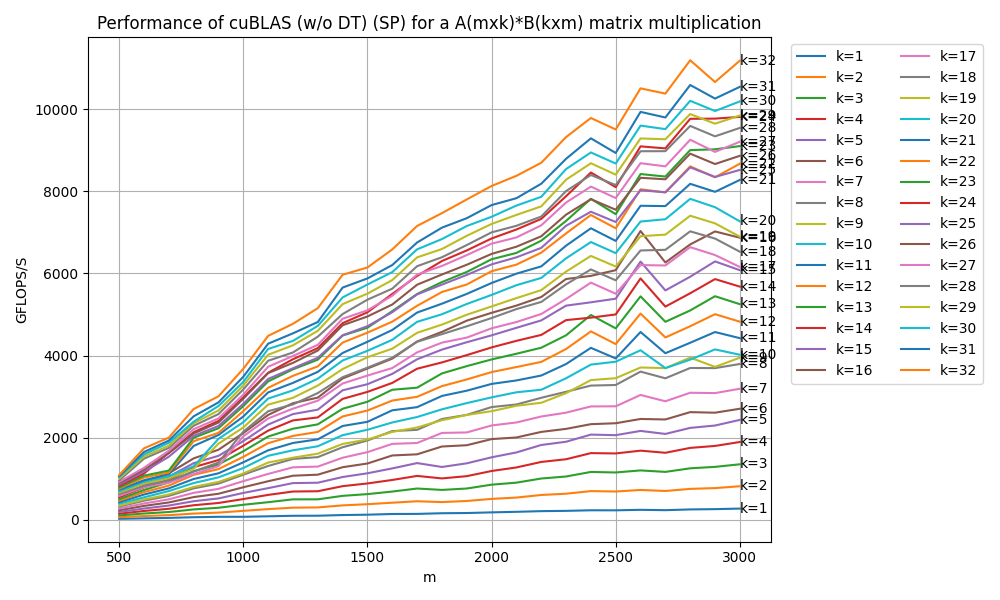 Performance of cuBLAS (w/o DT) (SP) for a A(mxk)*B(kxm) matrix multiplication
GFLOPS/S
10000
8000
6000
4000
2000
0
500
1000
1500
2000
2500
3000
m
k=32
k=31
k=30
k=29
k=28
k=27
k=23
k=26
k=25
k=21
k=20
k=18
k=17
k=15
k=14
k=13
k=12
k=11
k=10
k=8
k=7
k=6
k=5
k=4
k=3
k=2
k=1
k=1 k=17
k=2 k=18
k=3 k=19
k=4 k=20
k=5 k=21
k=6 k=22
k=7 k=23
k=8 k=24
k=9 k=25
k=10 k=26
k=11 k=27
k=12 k=28
k=13 k=29
k=14 k=30
k=15 k=31
k=16 k=32